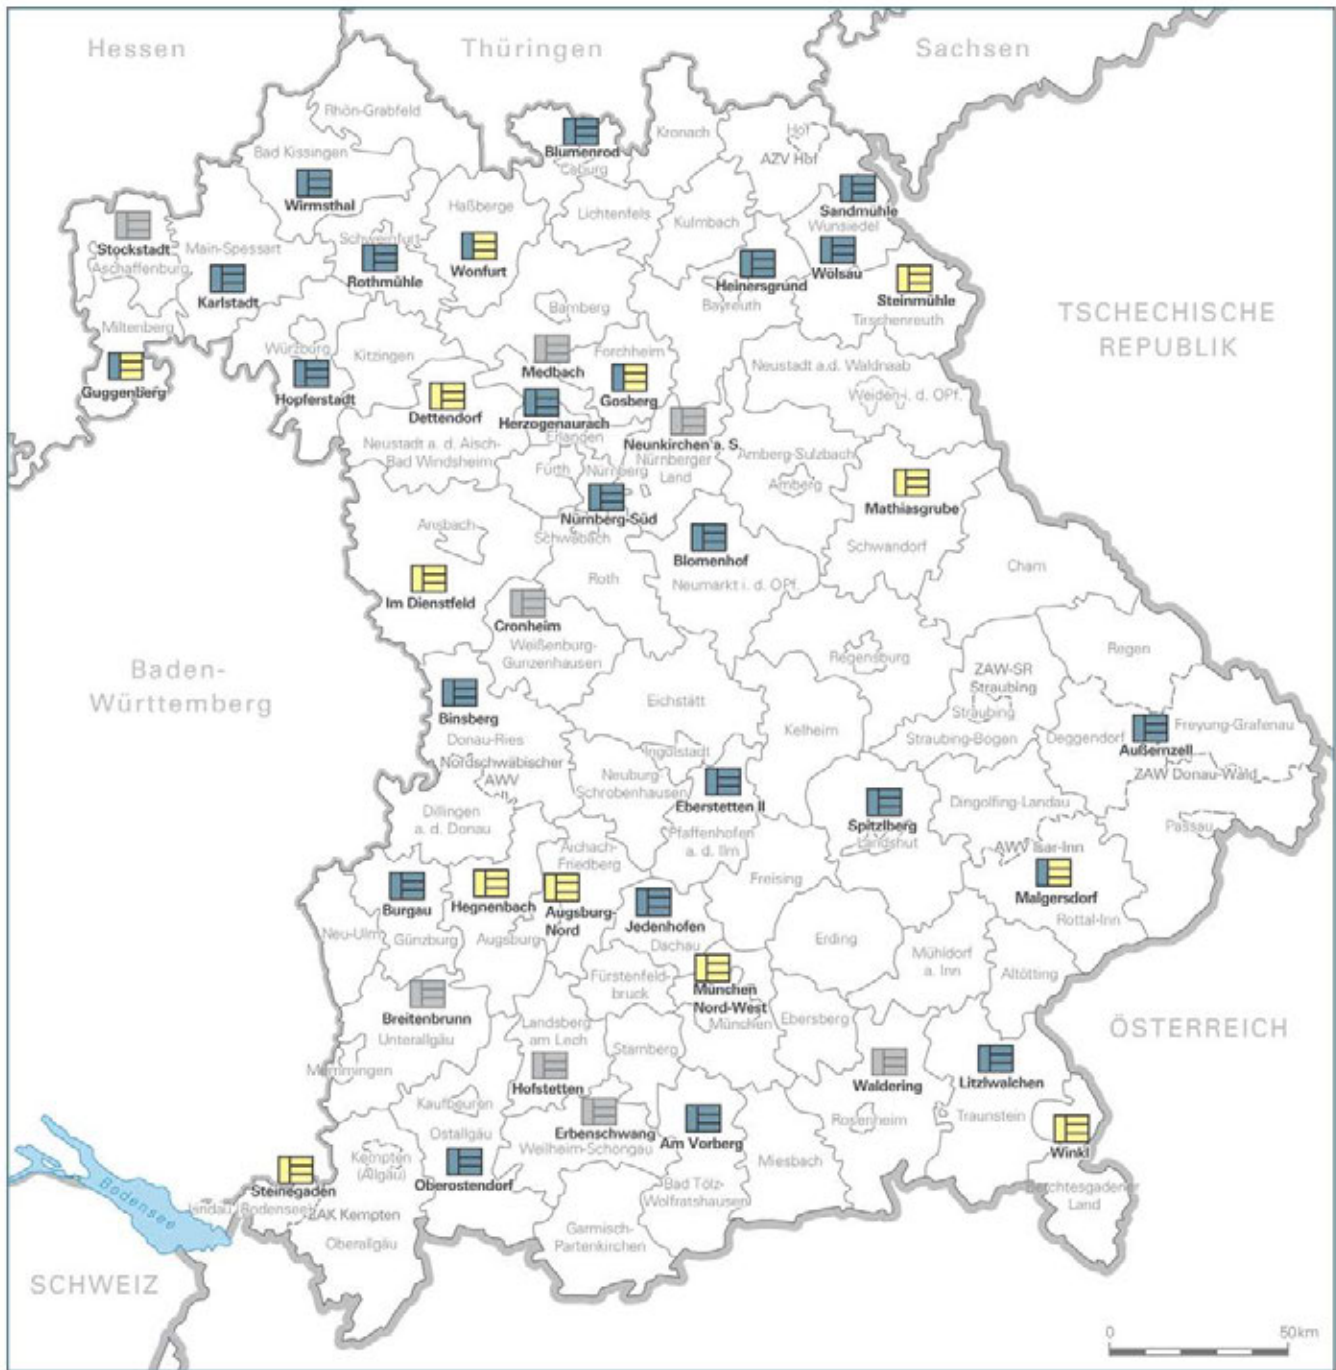 Hessen
Thüringen
Sachsen
Rhön-Grabfeld
Kronach
Hof
AZV Hof
Bad Kissingen
Blumenrod
Coburg
Wirmsthal
Haßberge
Lichtenfels
Kulmbach
Sandmühle
Wunsiedel
Stockstadt
Main-Spessart
Schweinfurt
Aschaffenburg
Rothmühle
Wonfurt
Wölsau
Karlstadt
Heinersgrund
Steinmühle
Bamberg
Bayreuth
Tirschenreuth
TSCHECHISCHE
REPUBLIK
Miltenberg
Würzburg
Kitzingen
Medbach
Forchheim
Neustadt a.d. Waldnaab
Guggenberg
Hopferstadt
Dettendorf
Gosberg
Weiden i. d. OPf.
Herzogenaurach
Erlangen
Neunkirchen a. S.
Neustadt a. d. Aisch-
Bad Windsheim
Fürth
Nürnberg
Nürnberger
Land
Amberg-Sulzbach
Amberg
Mathiasgrube
Nürnberg-Süd
Ansbach
Schwabach
Blomenhof
Schwandorf
Cham
Neumarkt i. d. OPf.
Roth
Im Dienstfeld
Cronheim
Weißenburg-
Gunzenhausen
Baden-
Württemberg
Regensburg
Regen
ZAW-SR
Straubing
Straubing
Binsberg
Eichstätt
Kelheim
Donau-Ries
Nordschwäbischer
AWV
Ingolstadt
Straubing-Bogen
Deggendorf
Freyung-Grafenau
Außernzell
ZAW Donau-Wald
Neuburg-
Schrobenhausen
Eberstetten II
Dingolfing-Landau
Dillingen
a. d. Donau
Spitzlberg
Landshut
Passau
Pfaffenhofen
a. d. Ilm
Aichach-
Friedberg
AWV Isar-Inn
Freising
Malgersdorf
Burgau
Hegnenbach
Augsburg-
Nord
Jedenhofen
Rottal-Inn
Neu-Ulm
Günzburg
Augsburg
Dachau
Erding
Mühldorf
a. Inn
Altötting
Fürstenfeld-
bruck
München
Nord-West
München
Breitenbrunn
Unterallgäu
Landsberg
am Lech
Starnberg
Ebersberg
ÖSTERREICH
Memmingen
Hofstetten
Waldering
Litzlwalchen
Kaufbeuren
Ostallgäu
Erbenschwang
Weilheim-Schongau
Am Vorberg
Rosenheim
Traunstein
Winkl
Kempten
(Allgäu)
Miesbach
Oberostendorf
Bad Tölz-
Wolfratshausen
Steinegaden
Berchtesgadener
Land
Bodensee
Lindau (Bodensee)
ZAK Kempten
Oberallgäu
Garmisch-
Partenkirchen
SCHWEIZ
0
50km